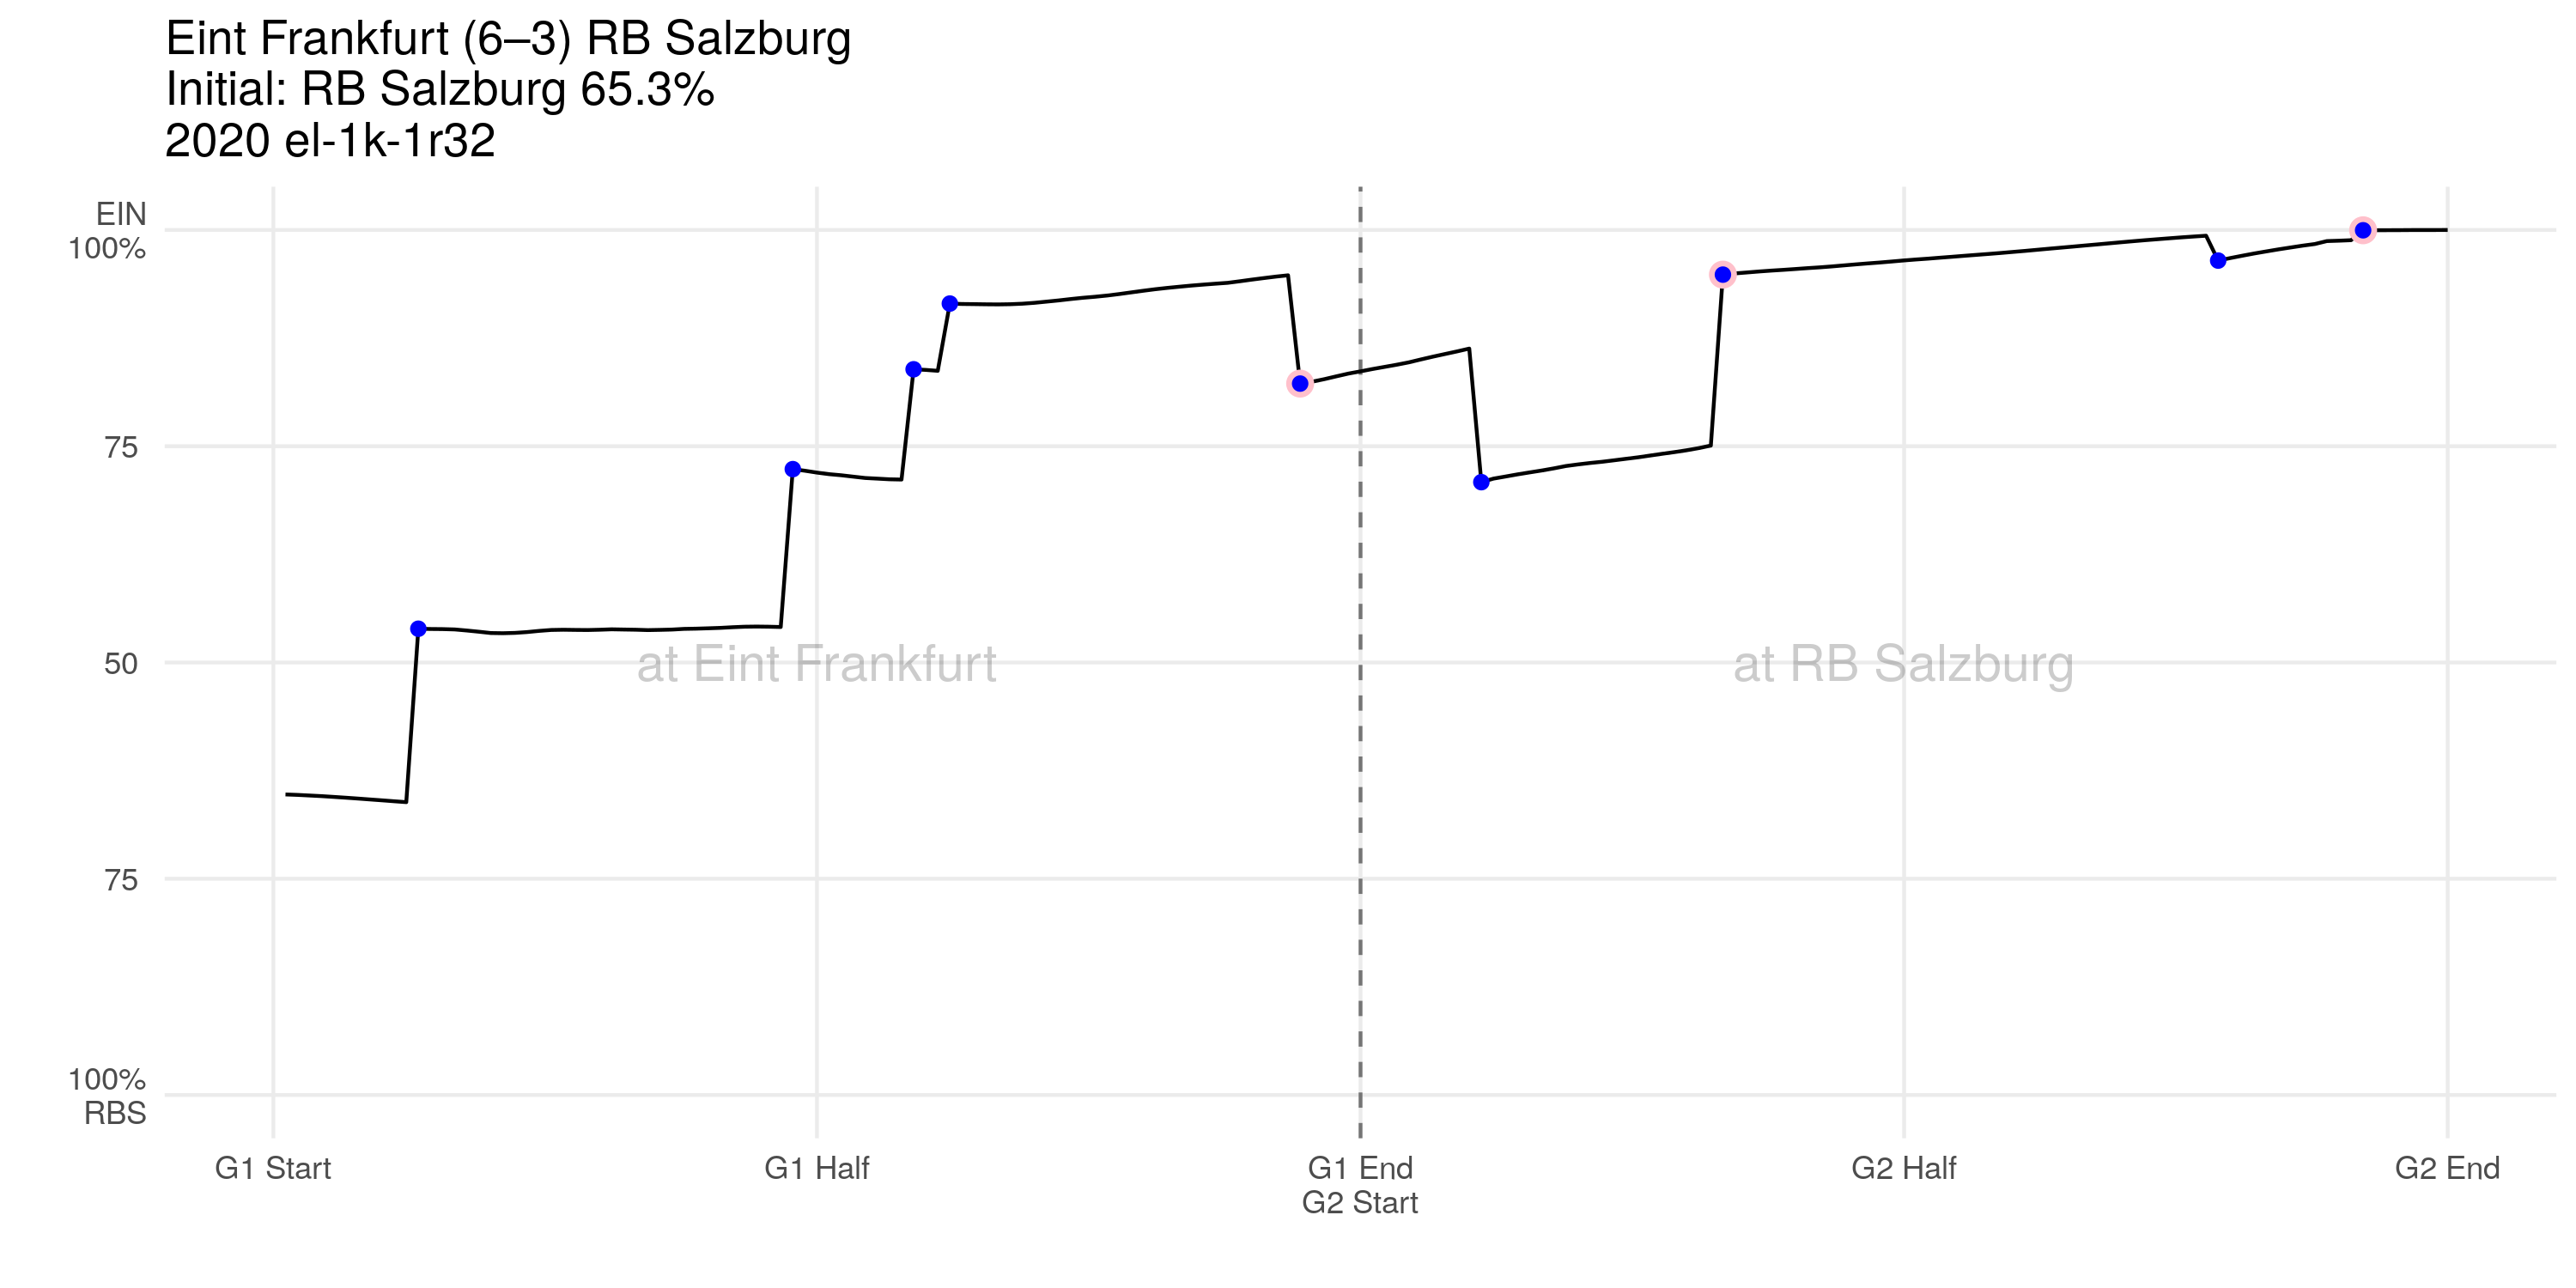 Eint Frankfurt (6–3) RB Salzburg
Initial: RB Salzburg 65.3%
2020 el-1k-1r32
EIN
100%
75
50
75
100%
RBS
at Eint Frankfurt
at RB Salzburg
G1 Start
G1 Half
G1 End
G2 Start
G2 Half
G2 End